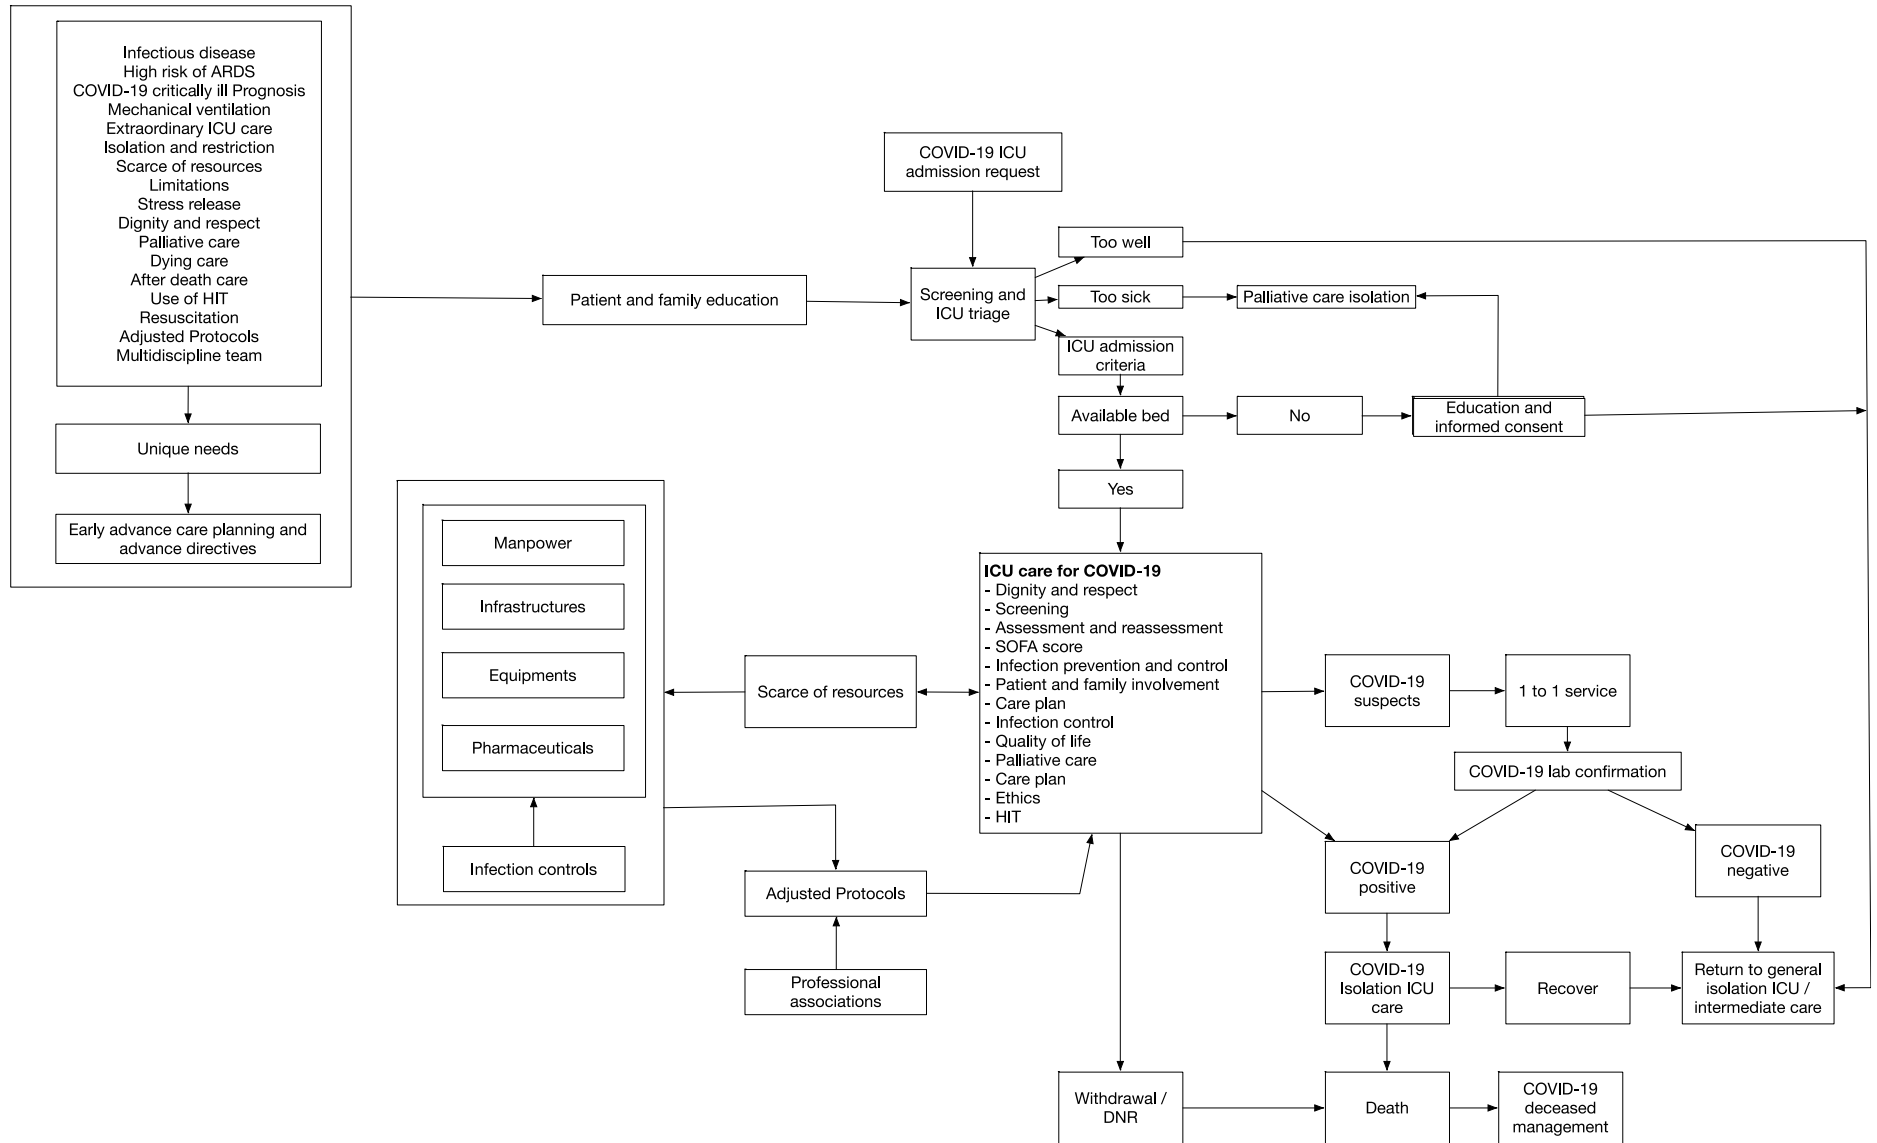 Infectious disease
High risk of ARDS
COVID-19 critically ill Prognosis
Mechanical ventilation
Extraordinary ICU care
Isolation and restriction
Scarce of resources
Limitations
Stress release
Dignity and respect
Palliative care
Dying care
After death care
Use of HIT
Resuscitation
Adjusted Protocols
Multidiscipline team
Unique needs
Early advance care planning and
advance directives
Patient and family education
COVID-19 ICU
admission request
Screening and
ICU triage
Too well
Too sick
Palliative care isolation
ICU admission
criteria
Available bed
No
Education and
informed consent
Yes
Manpower
Infrastructures
Equipments
Pharmaceuticals
Infection controls
Scarce of resources
Adjusted Protocols
Professional
associations
ICU care for COVID-19
- Dignity and respect
- Screening
- Assessment and reassessment
- SOFA score
- Infection prevention and control
- Patient and family involvement
- Care plan
- Infection control
- Quality of life
- Palliative care
- Care plan
- Ethics
- HIT
COVID-19
suspects
1 to 1 service
COVID-19 lab confirmation
COVID-19
positive
COVID-19
negative
COVID-19
Isolation ICU
care
Recover
Return to general
isolation ICU /
intermediate care
Withdrawal /
DNR
Death
COVID-19
deceased
management